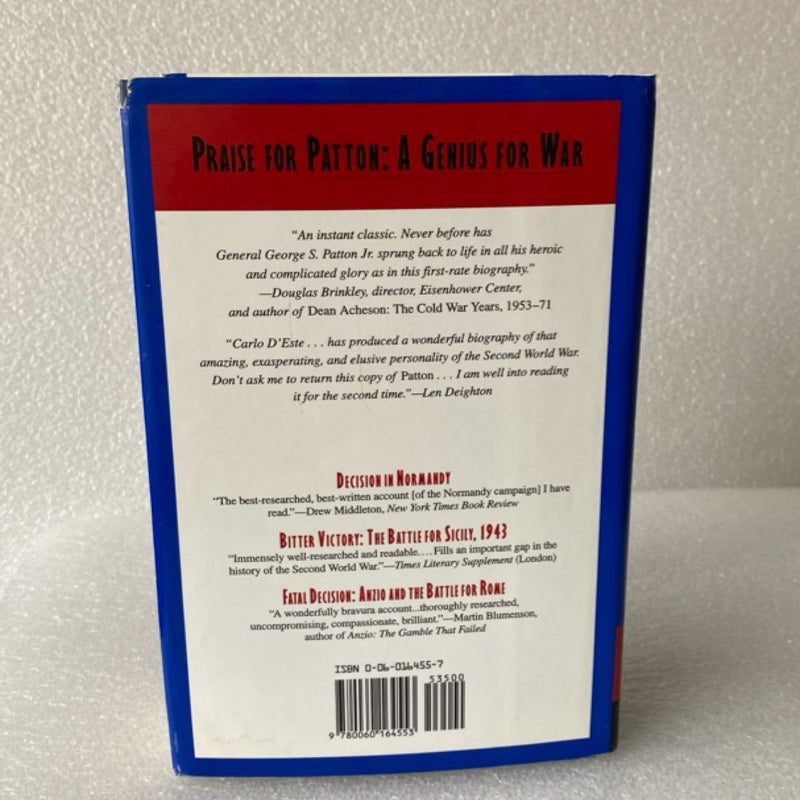 PRAISE FOR PATTON: A GENIUS FOR WAR
“An instant classic. Never before has
General George S. Patton Jr. sprung back to life in all his heroic
and complicated glory as in this first-rate biography.”
—Douglas Brinkley, director, Eisenhower Center,
and author of Dean Acheson: The Cold War Years, 1953–71
“Carlo D’Este . . . has produced a wonderful biography of that
amazing, exasperating, and elusive personality of the Second World War.
Don’t ask me to return this copy of Patton . . . I am well into reading
it for the second time.”—Len Deighton
DECISION IN NORMANDY
“The best-researched, best-written account [of the Normandy campaign] I have
read.”—Drew Middleton, New York Times Book Review
BITTER VICTORY: THE BATTLE FOR SICILY, 1943
“Immensely well-researched and readable....Fills an important gap in the
history of the Second World War.”—Times Literary Supplement (London)
FATAL DECISION: ANZIO AND THE BATTLE FOR ROME
“A wonderfully bravura account...thoroughly researched,
uncompromising, compassionate, brilliant.”—Martin Blumenson,
author of Anzio: The Gamble That Failed
ISBN 0-06-016455-7
53500
9 780060 164553